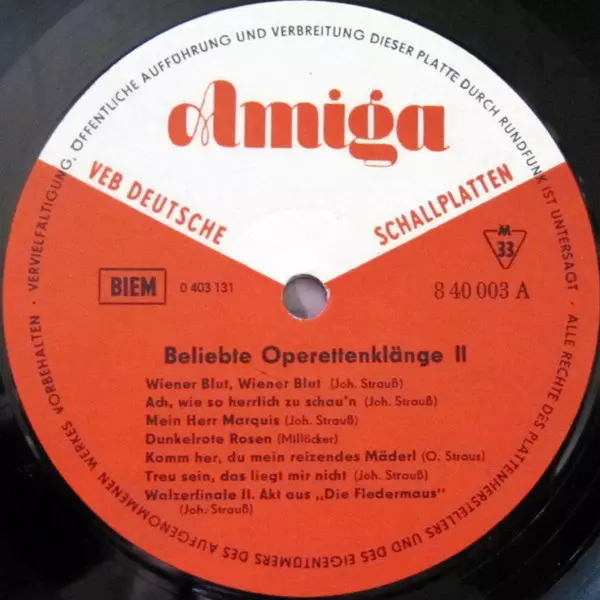 VERVIELFÄLTIGUNG, ÖFFENTLICHE AUFFÜHRUNG UND VERBREITUNG DIESER PLATTE DURCH RUNDFUNK IST UNTERSAGT · ALLE RECHTE DES PLATTENHERSTELLERS UND DES EIGENTÜMERS DES AUFGENOMMENEN WERKES VORBEHALTEN ·
Amiga
VEB DEUTSCHE SCHALLPLATTEN
M
33
BIEM 0 403 131 8 40 003 A
Beliebte Operettenklänge II
Wiener Blut, Wiener Blut (Joh. Strauß)
Ach, wie so herrlich zu schau'n (Joh. Strauß)
Mein Herr Marquis (Joh. Strauß)
Dunkelrote Rosen (Millöcker)
Komm her, du mein reizendes Mäderl (O. Straus)
Treu sein, das liegt mir nicht (Joh. Strauß)
Walzerfinale II. Akt aus „Die Fledermaus"
(Joh. Strauß)